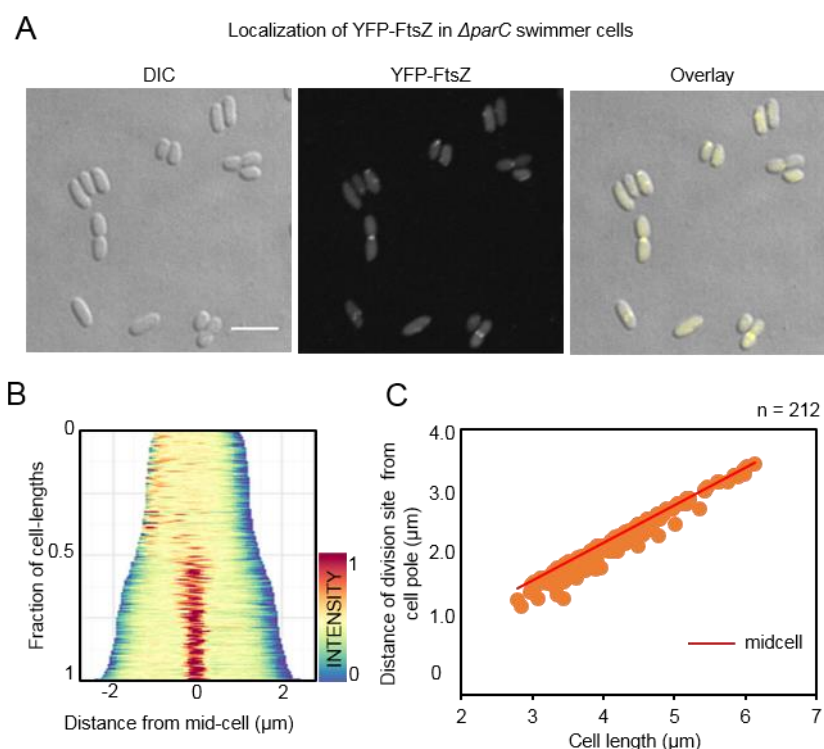 A
Localization of YFP-FtsZ in ΔparC swimmer cells
DIC
YFP-FtsZ
Overlay
B
Fraction of cell-lengths
0
0.5
1
INTENSITY
1
0
-2
0
2
Distance from mid-cell (µm)
C
n = 212
Distance of division site from
cell pole (µm)
4.0
3.0
2.0
1.0
0
midcell
2
3
4
5
6
7
Cell length (µm)